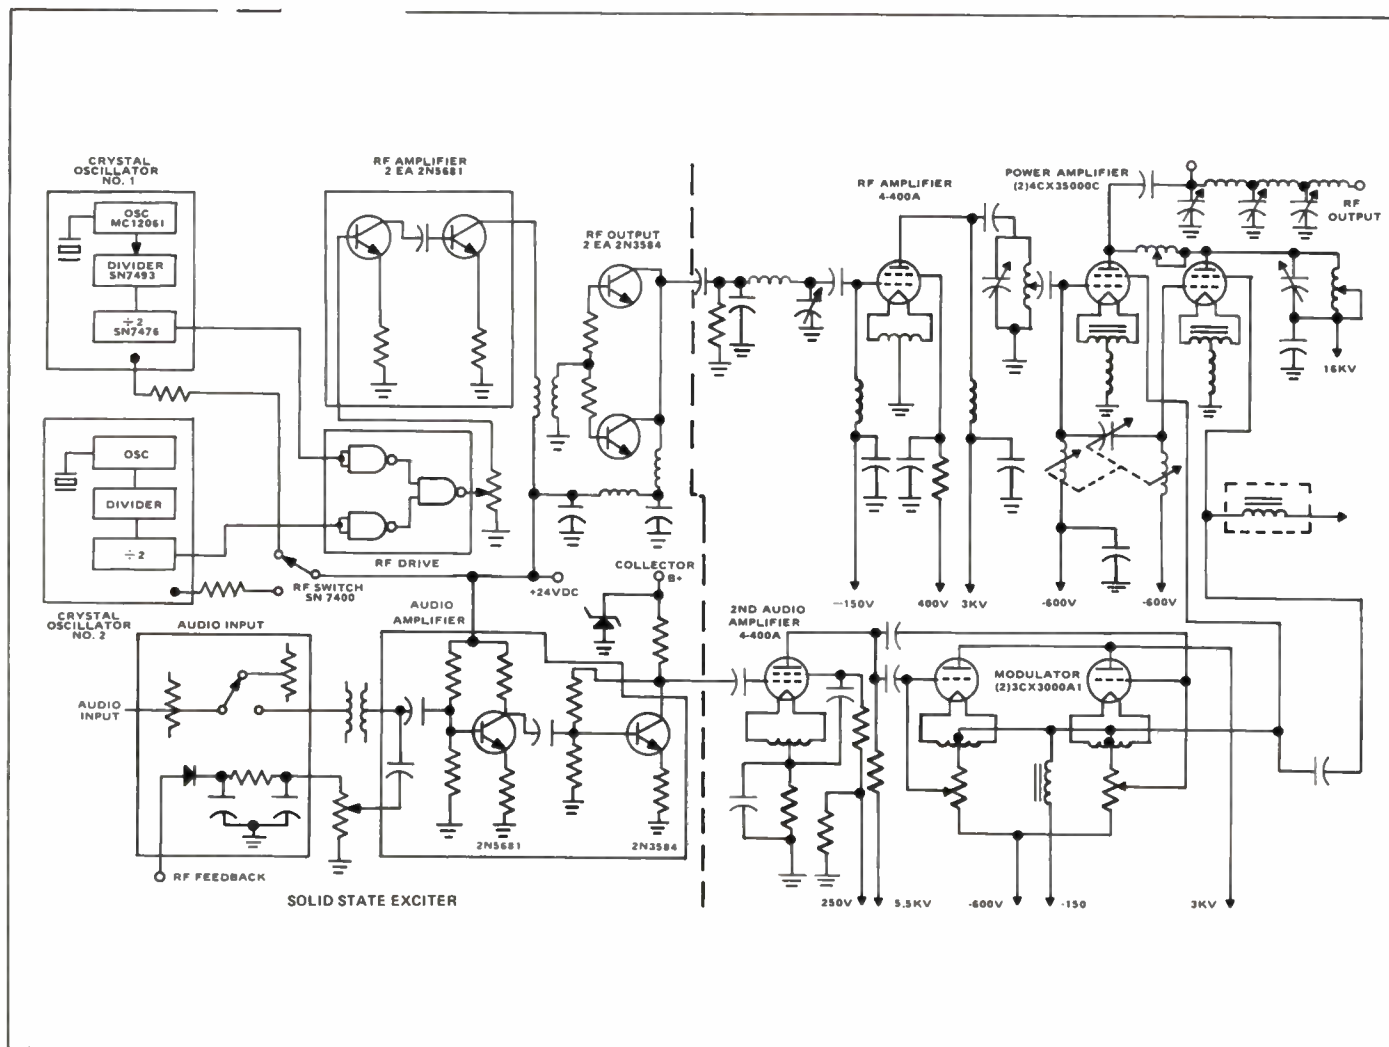 CRYSTAL
OSCILLATOR
NO. 1
OSC
MC12061
DIVIDER
SN7493
÷2
SN7476
OSC
DIVIDER
÷2
CRYSTAL
OSCILLATOR
NO. 2
RF AMPLIFIER
2 EA 2N5681
RF DRIVE
RF SWITCH
SN 7400
+24VDC
RF OUTPUT
2 EA 2N3584
COLLECTOR
B+
AUDIO INPUT
AUDIO
INPUT
RF FEEDBACK
AUDIO
AMPLIFIER
2N5681
2N3584
SOLID STATE EXCITER
RF AMPLIFIER
4-400A
POWER AMPLIFIER
(2)4CX35000C
RF
OUTPUT
16KV
-150V
400V
3KV
-600V
-600V
2ND AUDIO
AMPLIFIER
4-400A
MODULATOR
(2)3CX3000A1
250V
5.5KV
-600V
-150
3KV